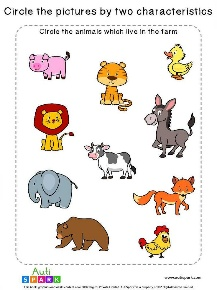 Circle the pictures by two characteristics
Circle the animals which live in the farm
Auti
SPARK